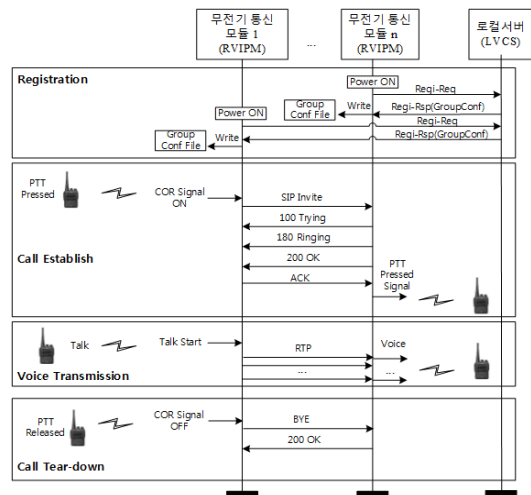 무전기 통신
모듈 1
(RVIPM)
...
무전기 통신
모듈 n
(RVIPM)
로컬 서버
(LVCS)
Registration
Power ON
Regi-Req
Group
Conf File
Write
Regi-Rsp(GroupConf)
Power ON
Regi-Req
Group
Conf File
Write
Regi-Rsp(GroupConf)
PTT
Pressed
COR Signal
ON
SIP Invite
100 Trying
180 Ringing
200 OK
ACK
PTT
Pressed
Signal
Call Establish
Talk
Talk Start
RTP
Voice
...
...
Voice Transmission
PTT
Released
COR Signal
OFF
BYE
200 OK
Call Tear-down